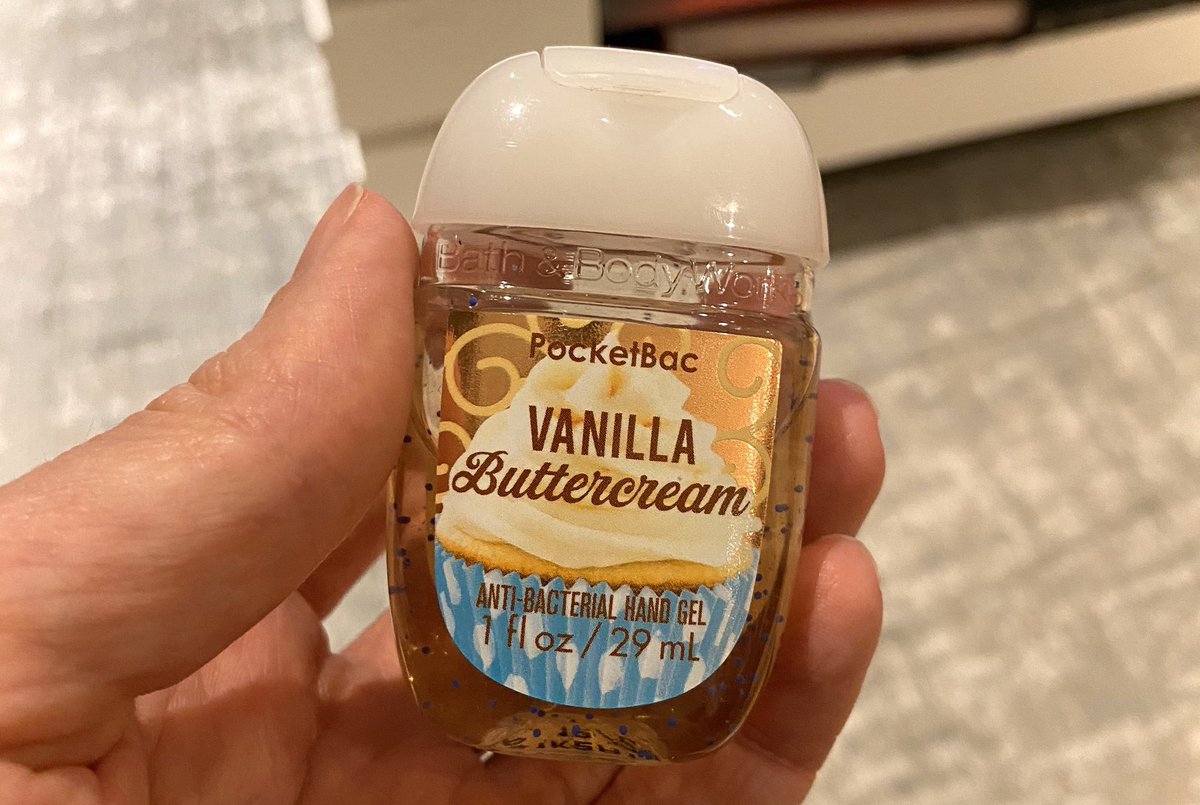 Bath & Body Works
PocketBac
VANILLA
Buttercream
ANTI-BACTERIAL HAND GEL
1 fl oz / 29 mL